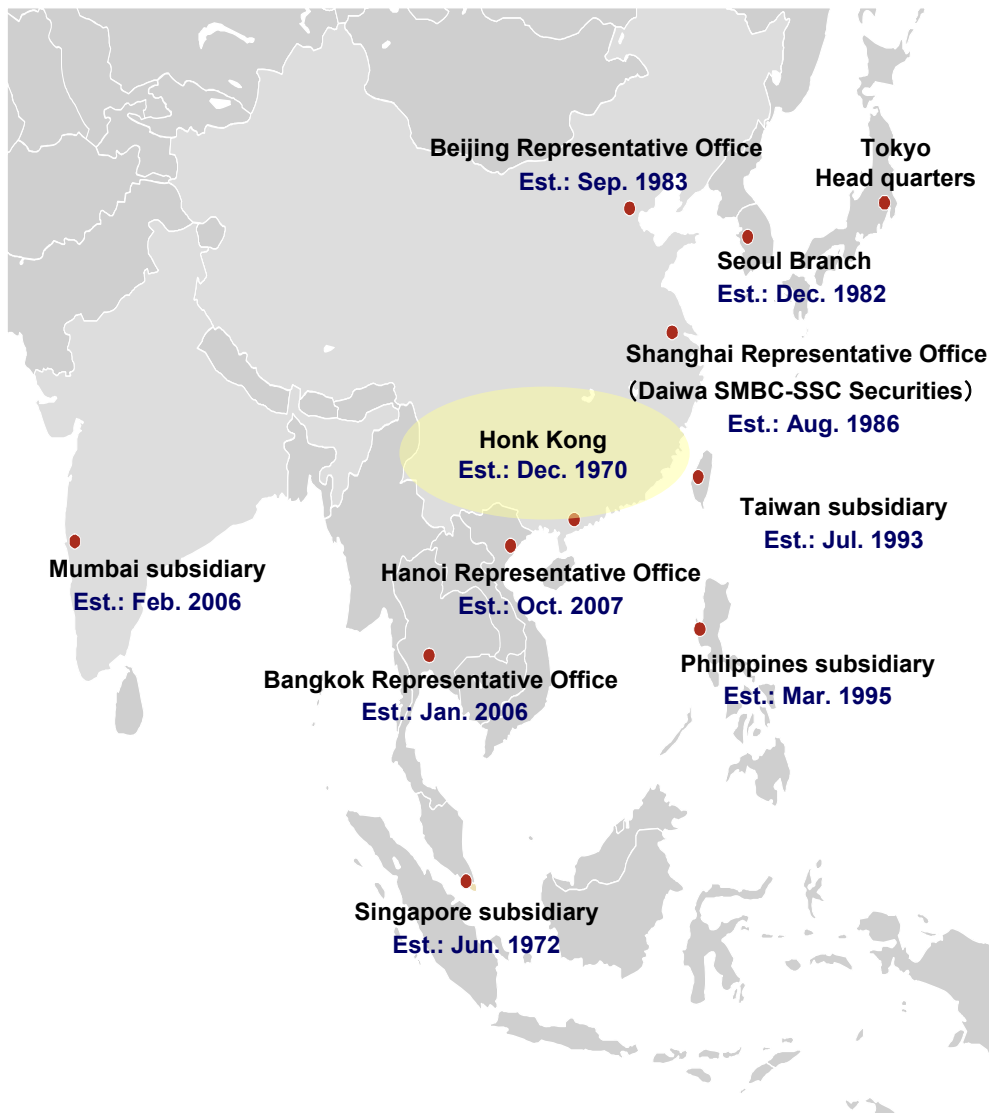 Beijing Representative Office
Est.: Sep. 1983
Tokyo
Head quarters
Seoul Branch
Est.: Dec. 1982
Shanghai Representative Office
（Daiwa SMBC-SSC Securities）
Est.: Aug. 1986
Honk Kong
Est.: Dec. 1970
Taiwan subsidiary
Est.: Jul. 1993
Mumbai subsidiary
Est.: Feb. 2006
Hanoi Representative Office
Est.: Oct. 2007
Philippines subsidiary
Est.: Mar. 1995
Bangkok Representative Office
Est.: Jan. 2006
Singapore subsidiary
Est.: Jun. 1972